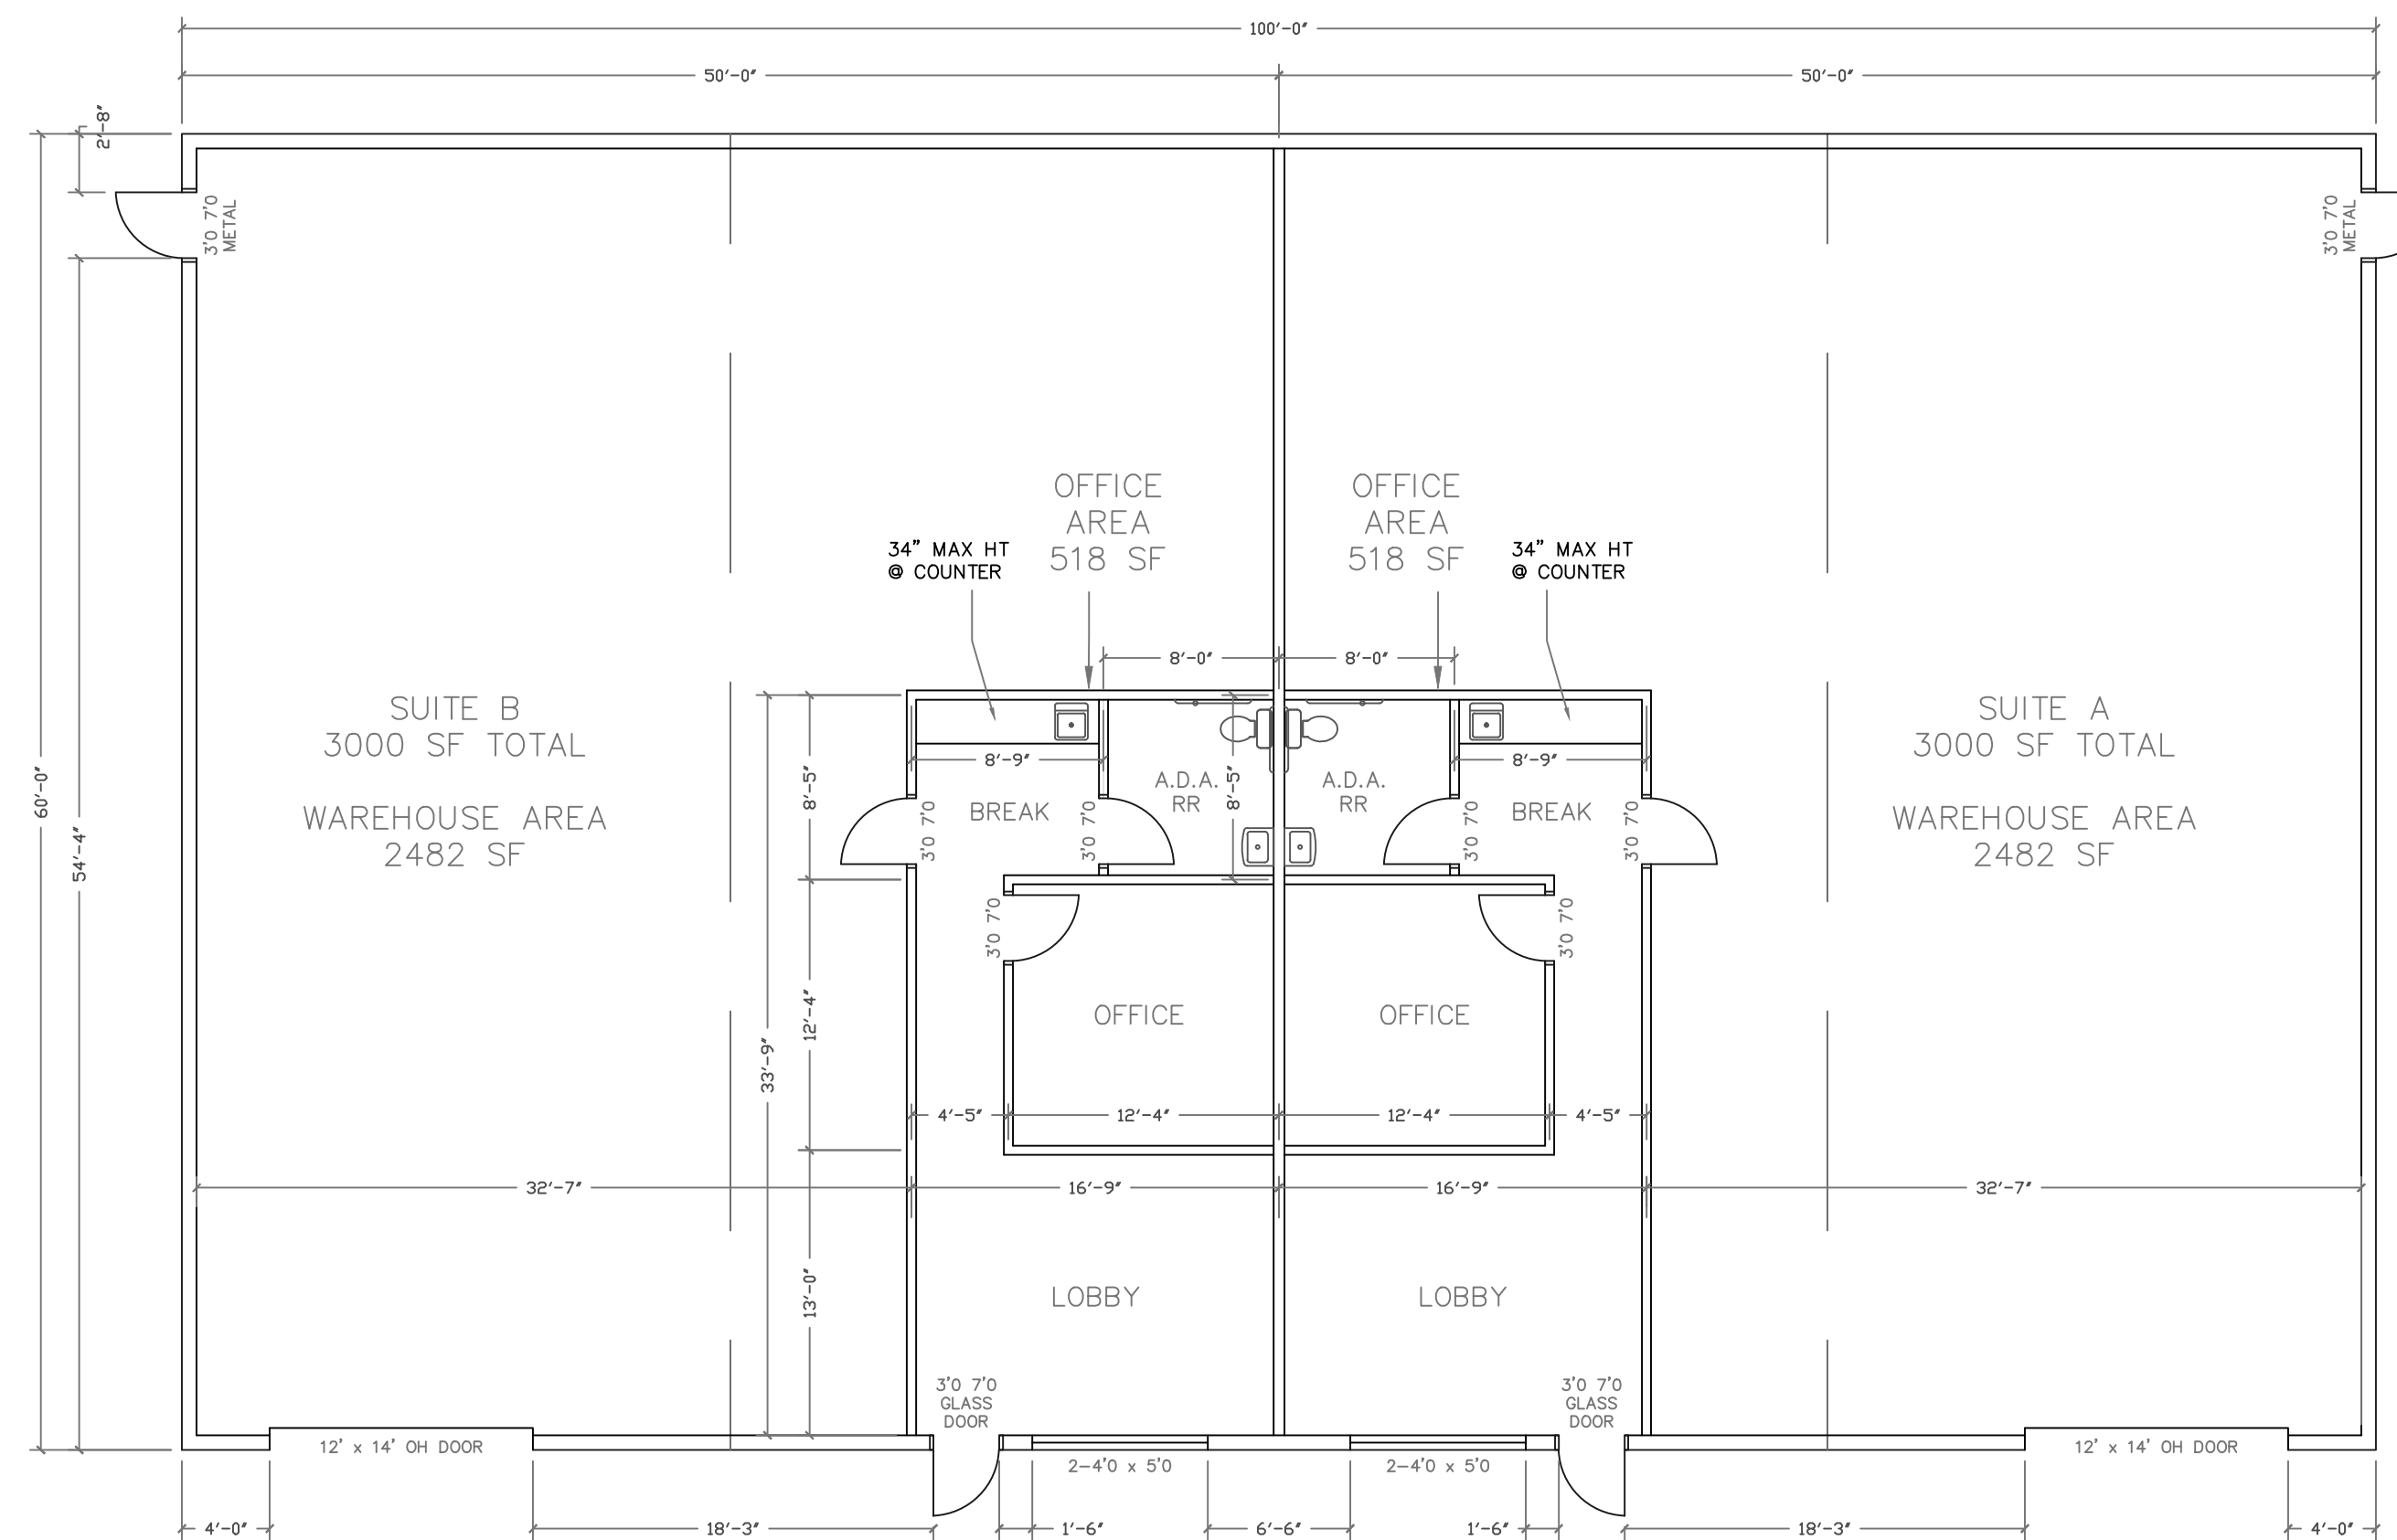 100'-0"
50'-0"
50'-0"
2'-8"
3'0 7'0
METAL
3'0 7'0
METAL
60'-0"
54'-4"
OFFICE
AREA
518 SF
OFFICE
AREA
518 SF
34" MAX HT
@ COUNTER
34" MAX HT
@ COUNTER
8'-0"
8'-0"
SUITE B
3000 SF TOTAL
WAREHOUSE AREA
2482 SF
SUITE A
3000 SF TOTAL
WAREHOUSE AREA
2482 SF
8'-9"
8'-9"
8'-5"
8'-5"
A.D.A.
RR
A.D.A.
RR
BREAK
BREAK
3'0 7'0
3'0 7'0
3'0 7'0
3'0 7'0
3'0 7'0
3'0 7'0
OFFICE
OFFICE
12'-4"
33'-9"
4'-5"
12'-4"
12'-4"
4'-5"
32'-7"
16'-9"
16'-9"
32'-7"
13'-0"
LOBBY
LOBBY
3'0 7'0
GLASS
DOOR
3'0 7'0
GLASS
DOOR
12' x 14' OH DOOR
12' x 14' OH DOOR
2-4'0 x 5'0
2-4'0 x 5'0
4'-0"
18'-3"
1'-6"
6'-6"
1'-6"
18'-3"
4'-0"